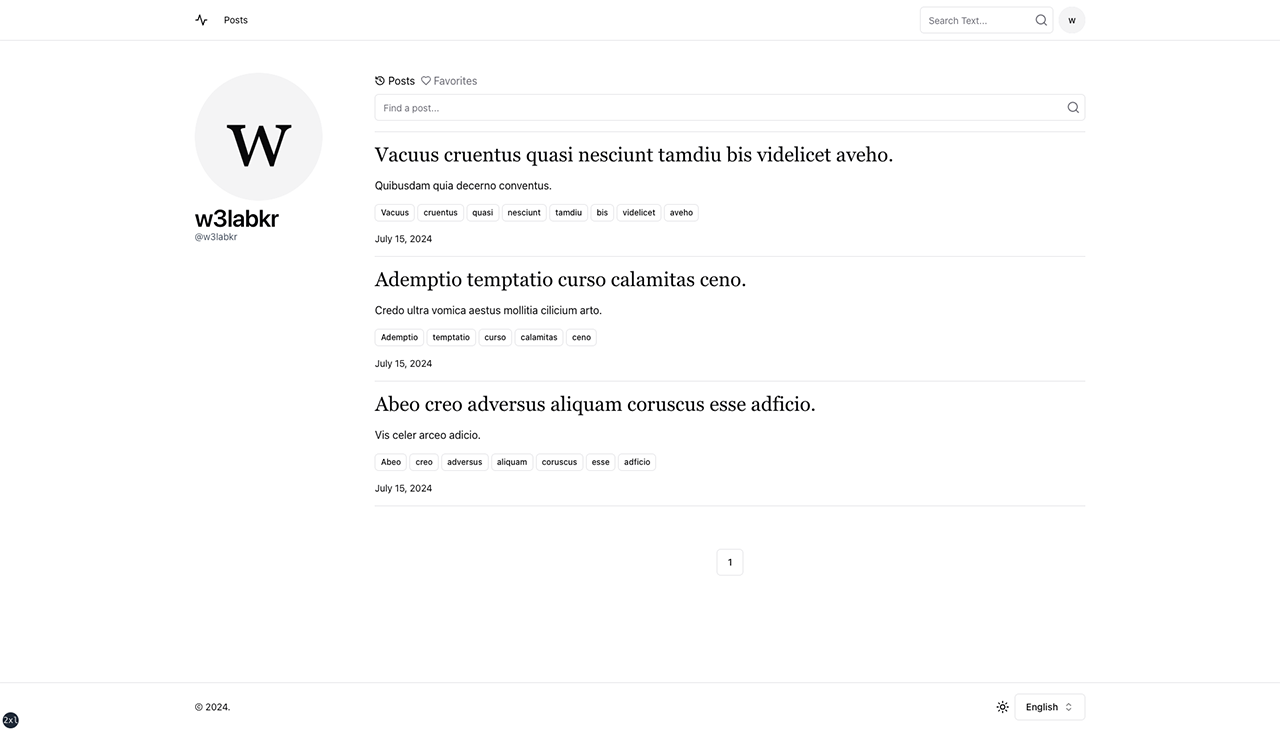 Posts
Search Text...
w
w
w3labkr
@w3labkr
Posts Favorites
Find a post...
Vacuus cruentus quasi nesciunt tamdiu bis videlicet aveho.
Quibusdam quia decerno conventus.
Vacuus cruentus quasi nesciunt tamdiu bis videlicet aveho
July 15, 2024
Ademptio temptatio curso calamitas ceno.
Credo ultra vomica aestus mollitia cilicium arto.
Ademptio temptatio curso calamitas ceno
July 15, 2024
Abeo creo adversus aliquam coruscus esse adficio.
Vis celer arceo adicio.
Abeo creo adversus aliquam coruscus esse adficio
July 15, 2024
1
© 2024.
English
2xl